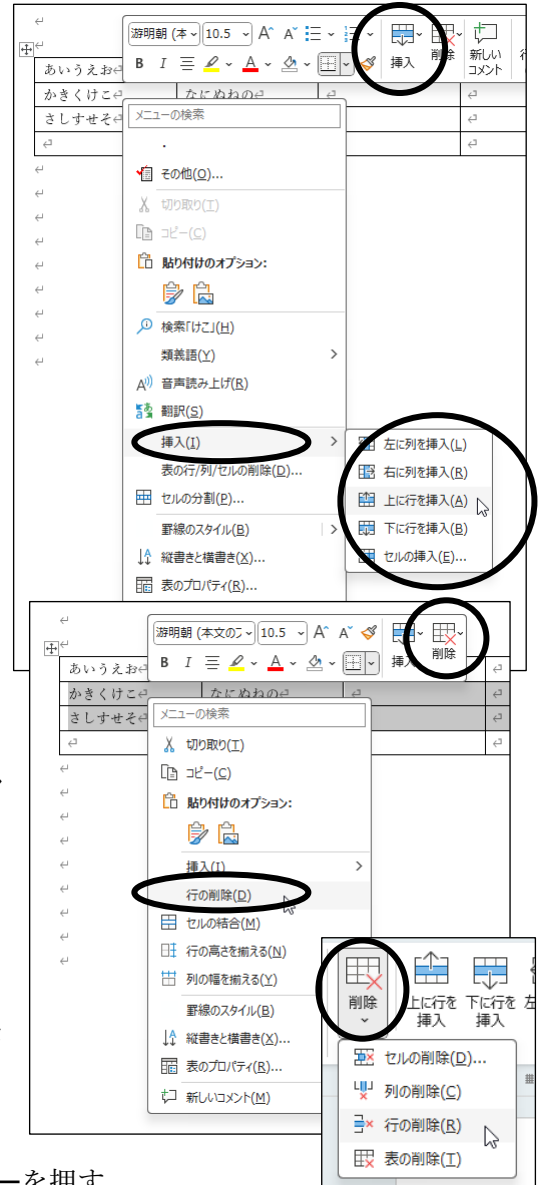 游明朝 (本 10.5 A A
B I A 挿入 削除 新しい
コメント
あいうえお
かきくけこ なにぬねの
さしすせそ
メニューの検索
その他(O)...
切り取り(T)
コピー(C)
貼り付けのオプション:
検索「けこ」(H)
類義語(Y)
音声読み上げ(R)
翻訳(S)
挿入(I)
表の行/列/セルの削除(D)...
セルの分割(P)...
罫線のスタイル(B)
縦書きと横書き(X)...
表のプロパティ(R)...
左に列を挿入(L)
右に列を挿入(R)
上に行を挿入(A)
下に行を挿入(B)
セルの挿入(E)...
游明朝 (本文のフ 10.5 A A
B I A 挿入 削除
あいうえお
かきくけこ なにぬねの
さしすせそ
メニューの検索
切り取り(T)
コピー(C)
貼り付けのオプション:
挿入(I)
行の削除(D)
セルの結合(M)
行の高さを揃える(N)
列の幅を揃える(Y)
罫線のスタイル(B)
縦書きと横書き(X)...
表のプロパティ(R)...
新しいコメント(M)
削除 上に行を 下に行を 左
挿入 挿入
セルの削除(D)...
列の削除(C)
行の削除(R)
表の削除(T)
ーを押す